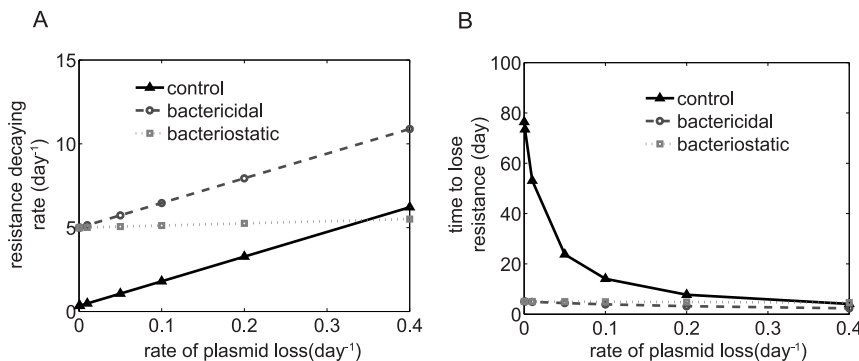 A
15
10
5
0
resistance decaying
rate (day⁻¹)
control
bactericidal
bacteriostatic
0
0.1
0.2
0.3
0.4
rate of plasmid loss(day⁻¹)
B
100
80
60
40
20
0
time to lose
resistance (day)
control
bactericidal
bacteriostatic
0
0.1
0.2
0.3
0.4
rate of plasmid loss(day⁻¹)